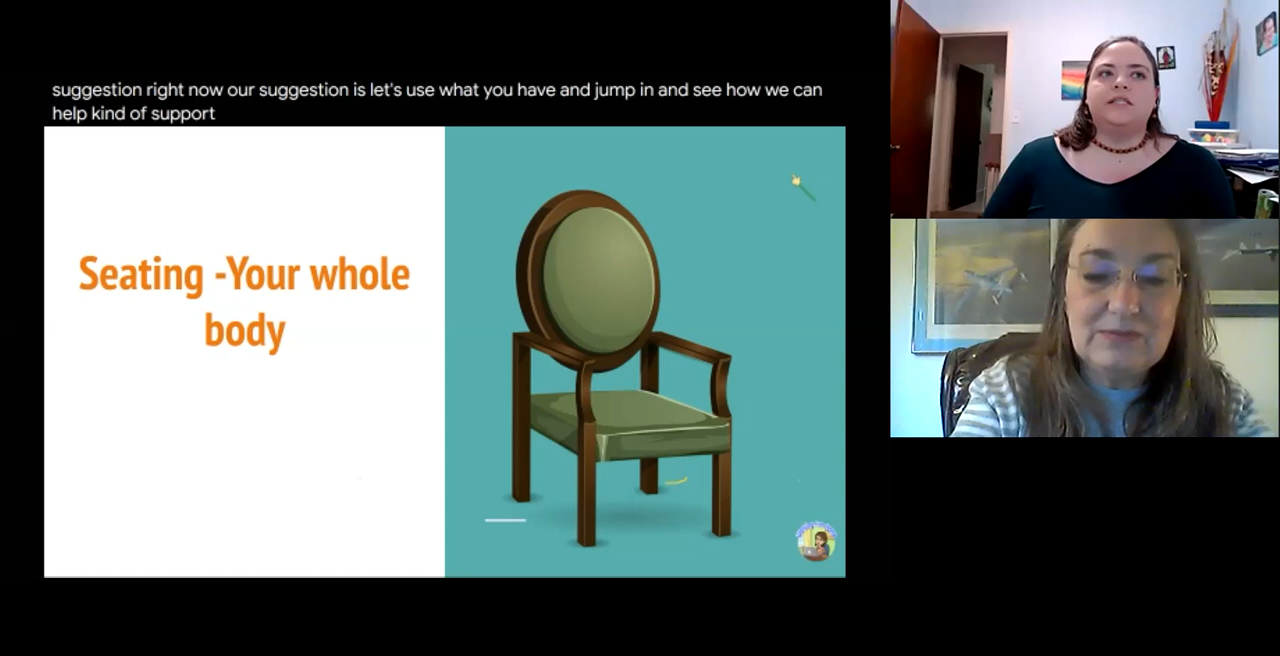 suggestion right now our suggestion is let's use what you have and jump in and see how we can
help kind of support
Seating -Your whole
body